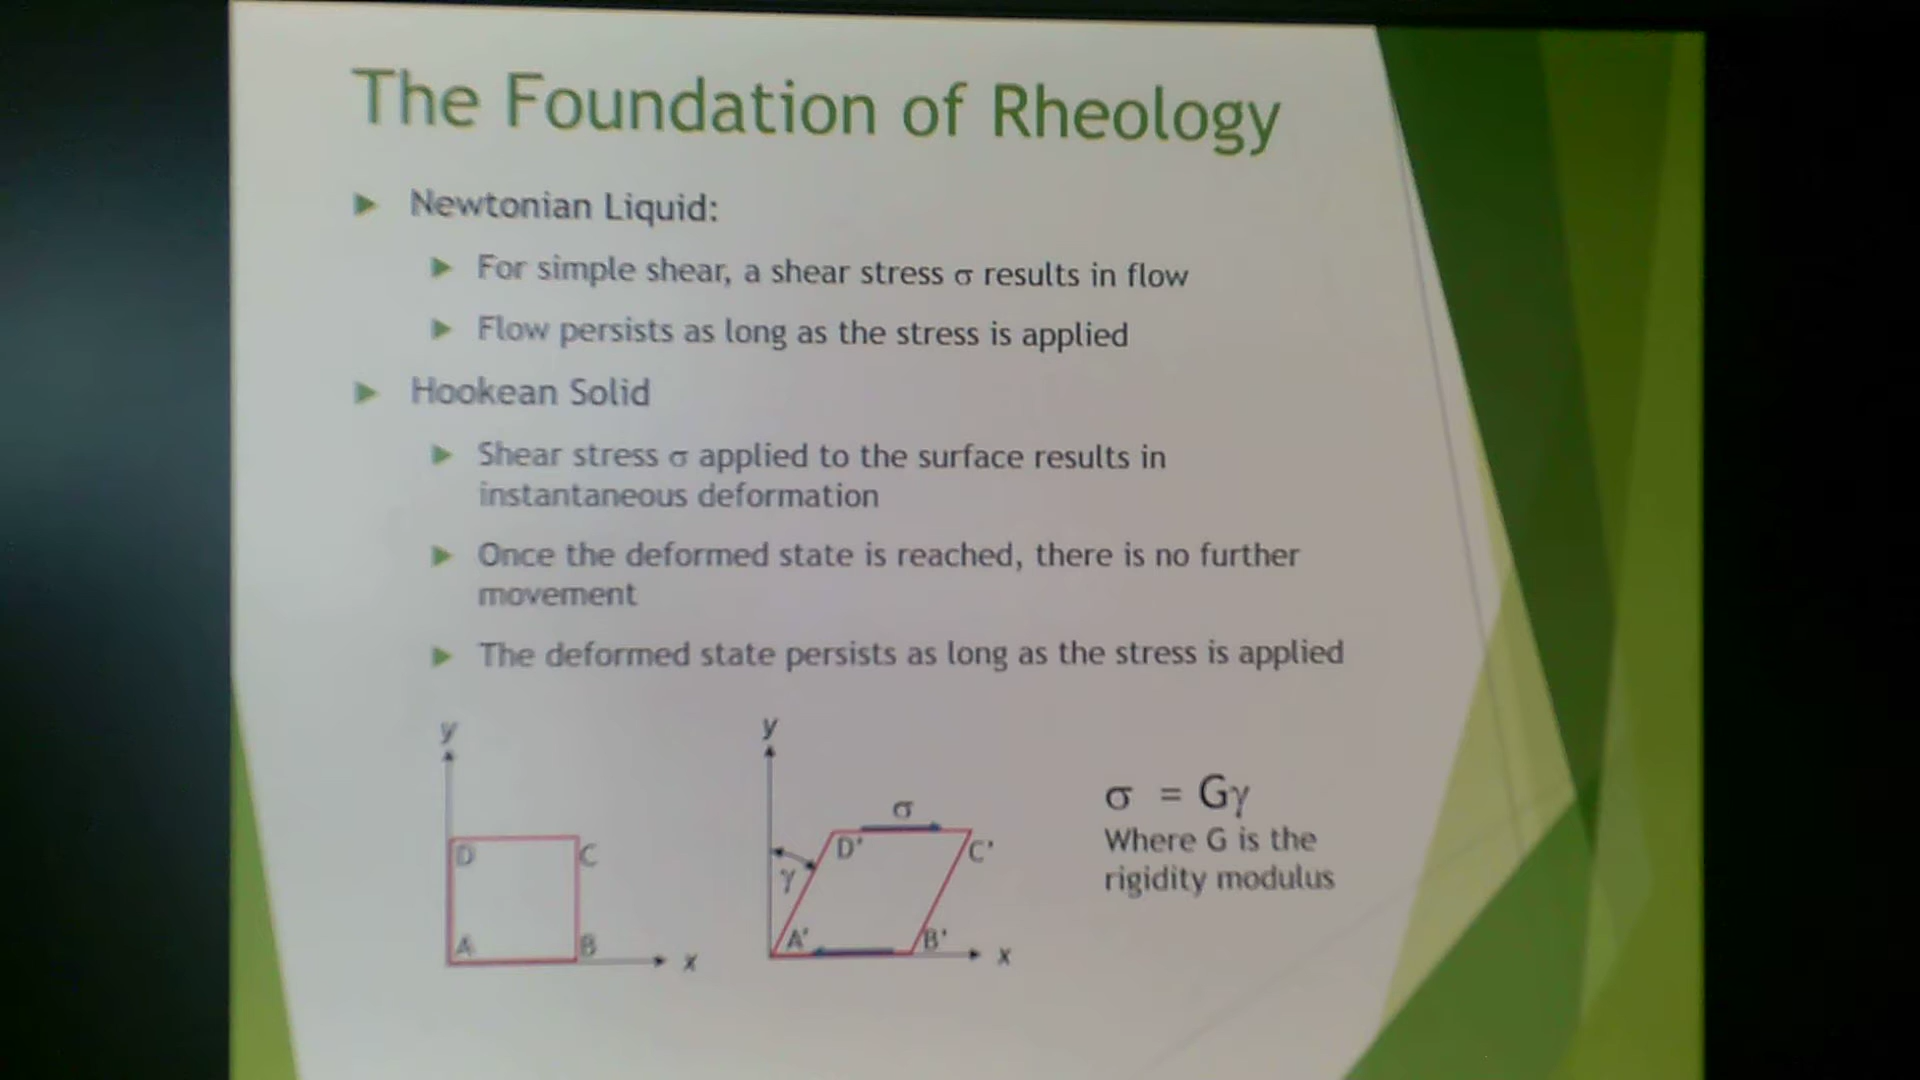 The Foundation of Rheology
Newtonian Liquid:
For simple shear, a shear stress σ results in flow
Flow persists as long as the stress is applied
Hookean Solid
Shear stress σ applied to the surface results in
instantaneous deformation
Once the deformed state is reached, there is no further
movement
The deformed state persists as long as the stress is applied
y
D C
A B
x
y
σ
D' C'
γ
A' B'
x
σ = Gγ
Where G is the
rigidity modulus